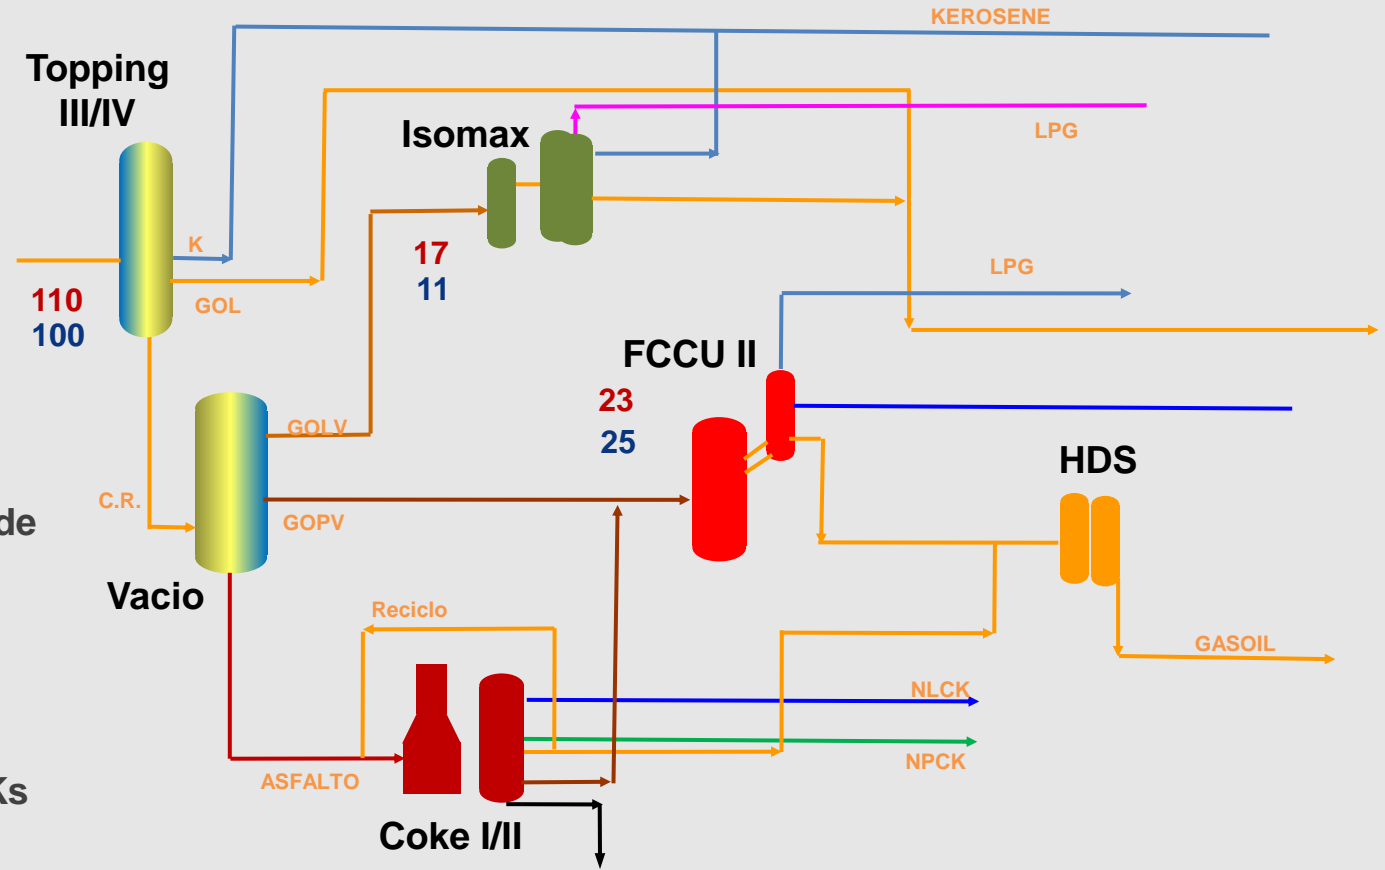 KEROSENE
Topping
III/IV
Isomax
LPG
K
GOL
17
11
110
100
LPG
FCCU II
23
25
GOLV
HDS
C.R.
GOPV
de
Vacio
Reciclo
GASOIL
NLCK
NPCK
ASFALTO
Ks
Coke I/II